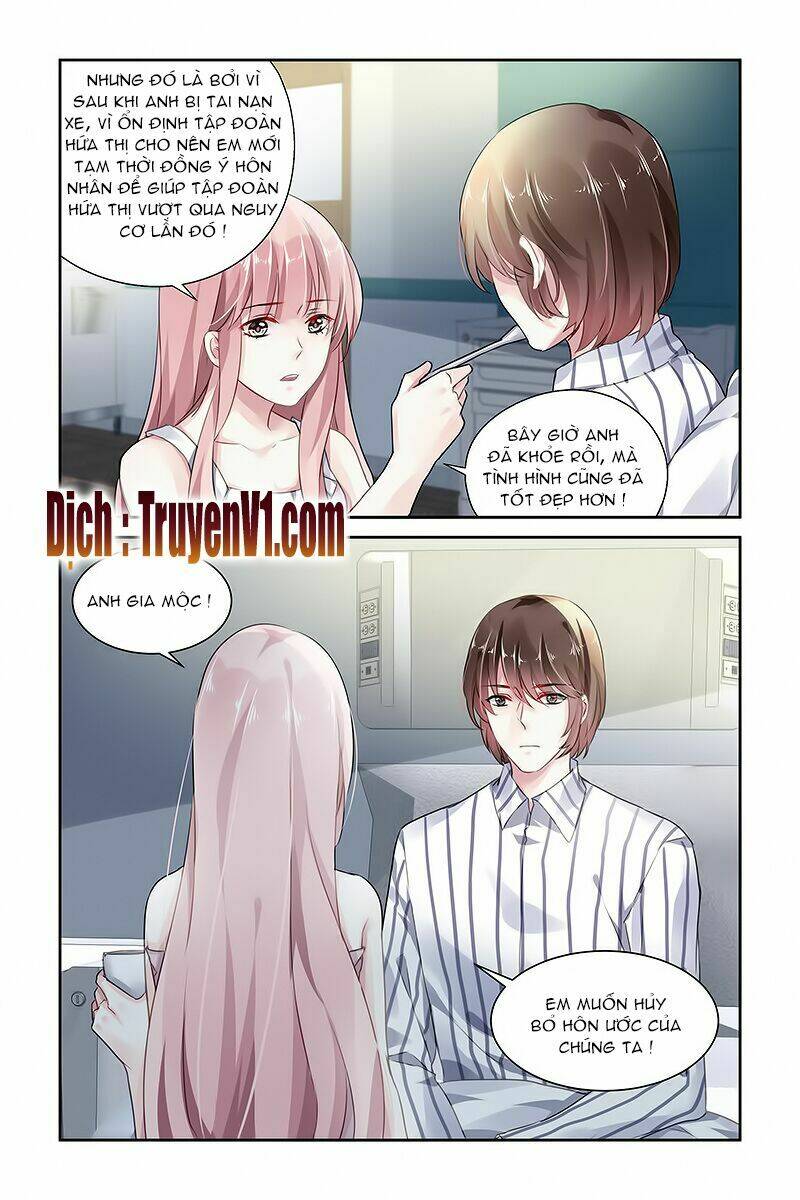 NHƯNG ĐÓ LÀ BỞI VÌ
SAU KHI ANH BỊ TAI NẠN
XE, VÌ ỔN ĐỊNH TẬP ĐOÀN
HỨA THỊ CHO NÊN EM MỚI
TẠM THỜI ĐỒNG Ý HÔN
NHÂN ĐỂ GIÚP TẬP ĐOÀN
HỨA THỊ VƯỢT QUA NGUY
CƠ LẦN ĐÓ !
BÂY GIỜ ANH
ĐÃ KHỎE RỒI, MÀ
TÌNH HÌNH CŨNG ĐÃ
TỐT ĐẸP HƠN !
Dịch : TruyenV1.com
ANH GIA MỘC !
EM MUỐN HỦY
BỎ HÔN ƯỚC CỦA
CHÚNG TA !